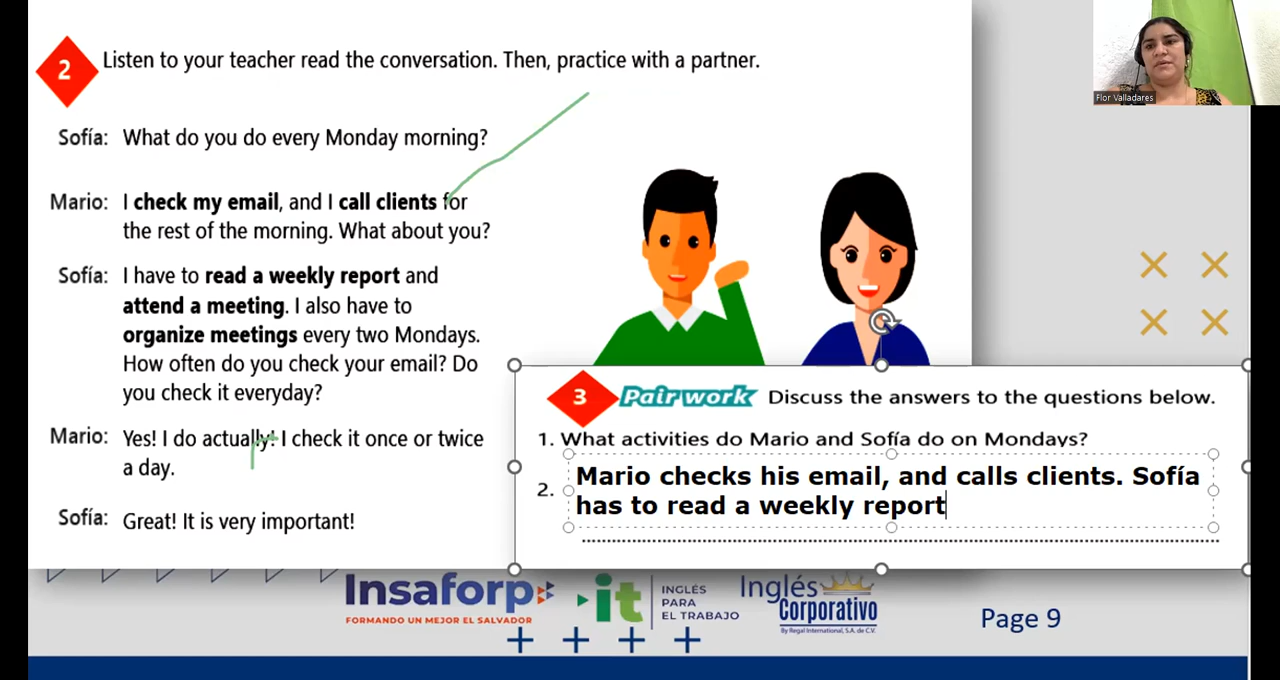 2 Listen to your teacher read the conversation. Then, practice with a partner.
Flor Valladares
Sofía: What do you do every Monday morning?
Mario: I check my email, and I call clients for
the rest of the morning. What about you?
Sofía: I have to read a weekly report and
attend a meeting. I also have to
organize meetings every two Mondays.
How often do you check your email? Do
you check it everyday?
Mario: Yes! I do actually! I check it once or twice
a day.
Sofía: Great! It is very important!
3 Pair work Discuss the answers to the questions below.
1. What activities do Mario and Sofía do on Mondays?
Mario checks his email, and calls clients. Sofía
2. has to read a weekly report
Insaforp
FORMANDO UN MEJOR EL SALVADOR
it
INGLÉS
PARA
EL TRABAJO
Inglés
Corporativo
By Regal International, S.A. de C.V.
Page 9